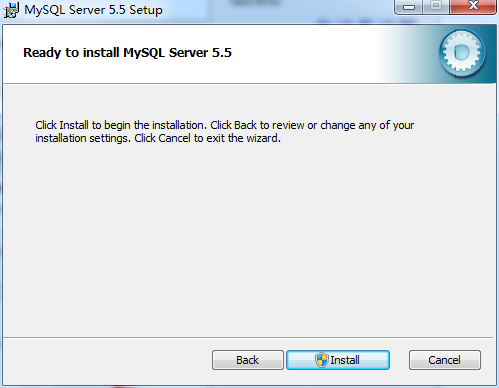 MySQL Server 5.5 Setup
Ready to install MySQL Server 5.5
Click Install to begin the installation. Click Back to review or change any of your
installation settings. Click Cancel to exit the wizard.
Back
Install
Cancel